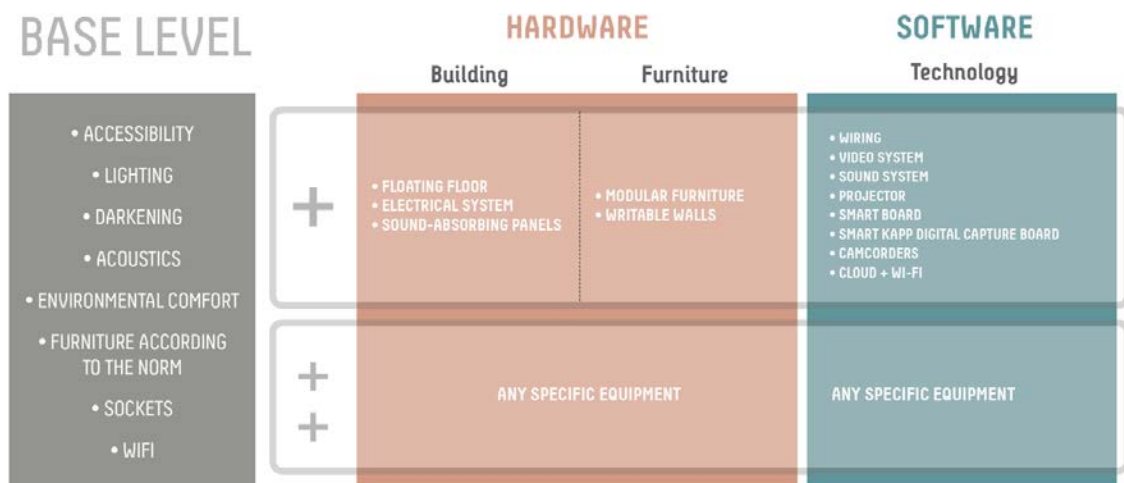 BASE LEVEL
HARDWARE
SOFTWARE
Building
Furniture
Technology
• ACCESSIBILITY
• LIGHTING
• DARKENING
• ACOUSTICS
• ENVIRONMENTAL COMFORT
• FURNITURE ACCORDING
TO THE NORM
• SOCKETS
• WIFI
+
• FLOATING FLOOR
• ELECTRICAL SYSTEM
• SOUND-ABSORBING PANELS
• MODULAR FURNITURE
• WRITABLE WALLS
• WIRING
• VIDEO SYSTEM
• SOUND SYSTEM
• PROJECTOR
• SMART BOARD
• SMART KAPP DIGITAL CAPTURE BOARD
• CAMCORDERS
• CLOUD + WI-FI
+
+
ANY SPECIFIC EQUIPMENT
ANY SPECIFIC EQUIPMENT